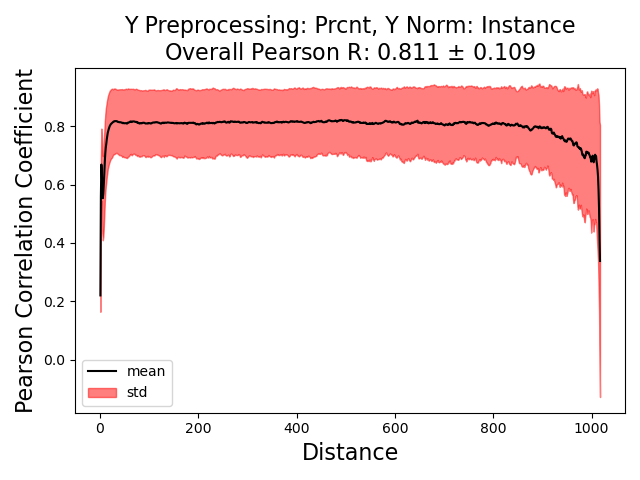 Y Preprocessing: Prcnt, Y Norm: Instance
Overall Pearson R: 0.811 ± 0.109
Pearson Correlation Coefficient
0.8
0.6
0.4
0.2
0.0
mean
std
0
200
400
600
800
1000
Distance